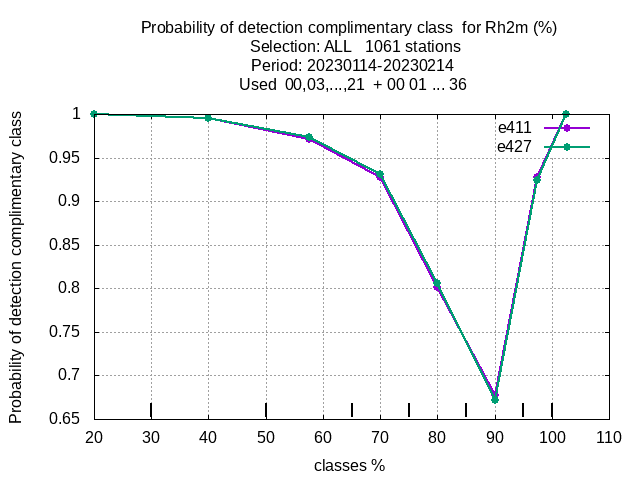 Probability of detection complimentary class  for Rh2m (%)
Selection: ALL   1061 stations
Period: 20230114-20230214
Used  00,03,...,21  + 00 01 ... 36
Probability of detection complimentary class
1
0.95
0.9
0.85
0.8
0.75
0.7
0.65
e411
e427
20 30 40 50 60 70 80 90 100 110
classes %